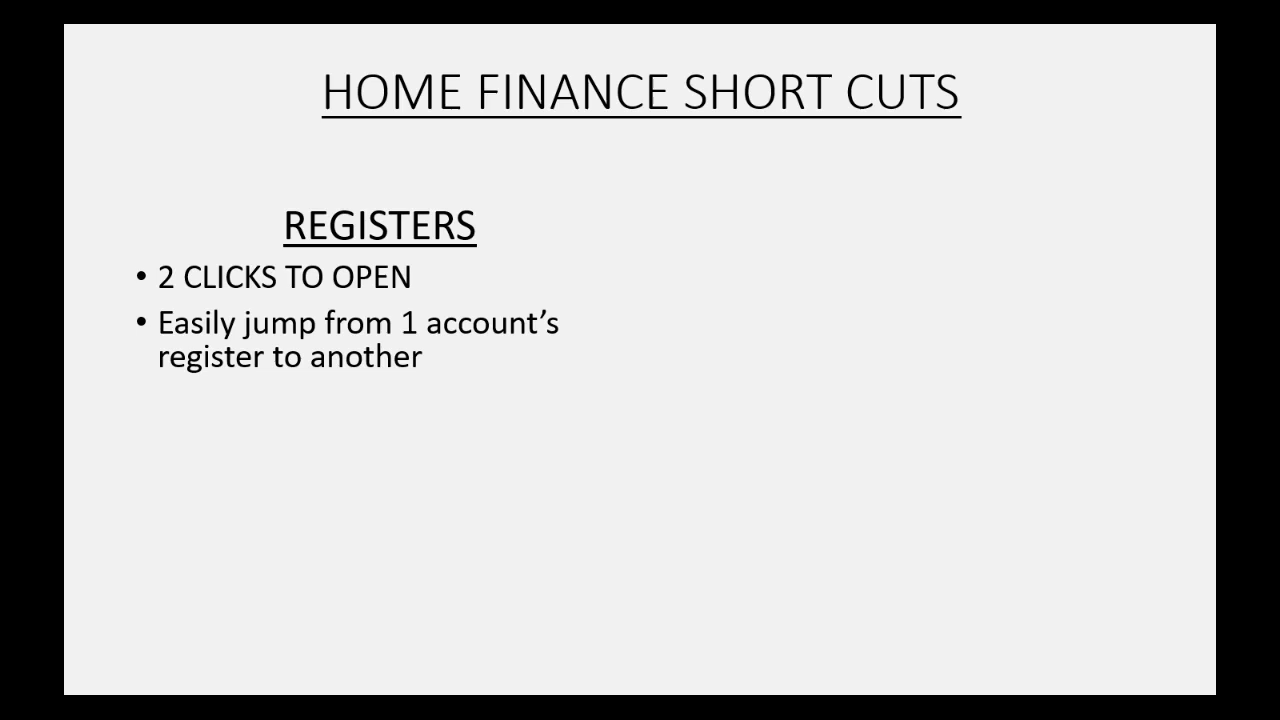 HOME FINANCE SHORT CUTS
REGISTERS
• 2 CLICKS TO OPEN
• Easily jump from 1 account’s
register to another